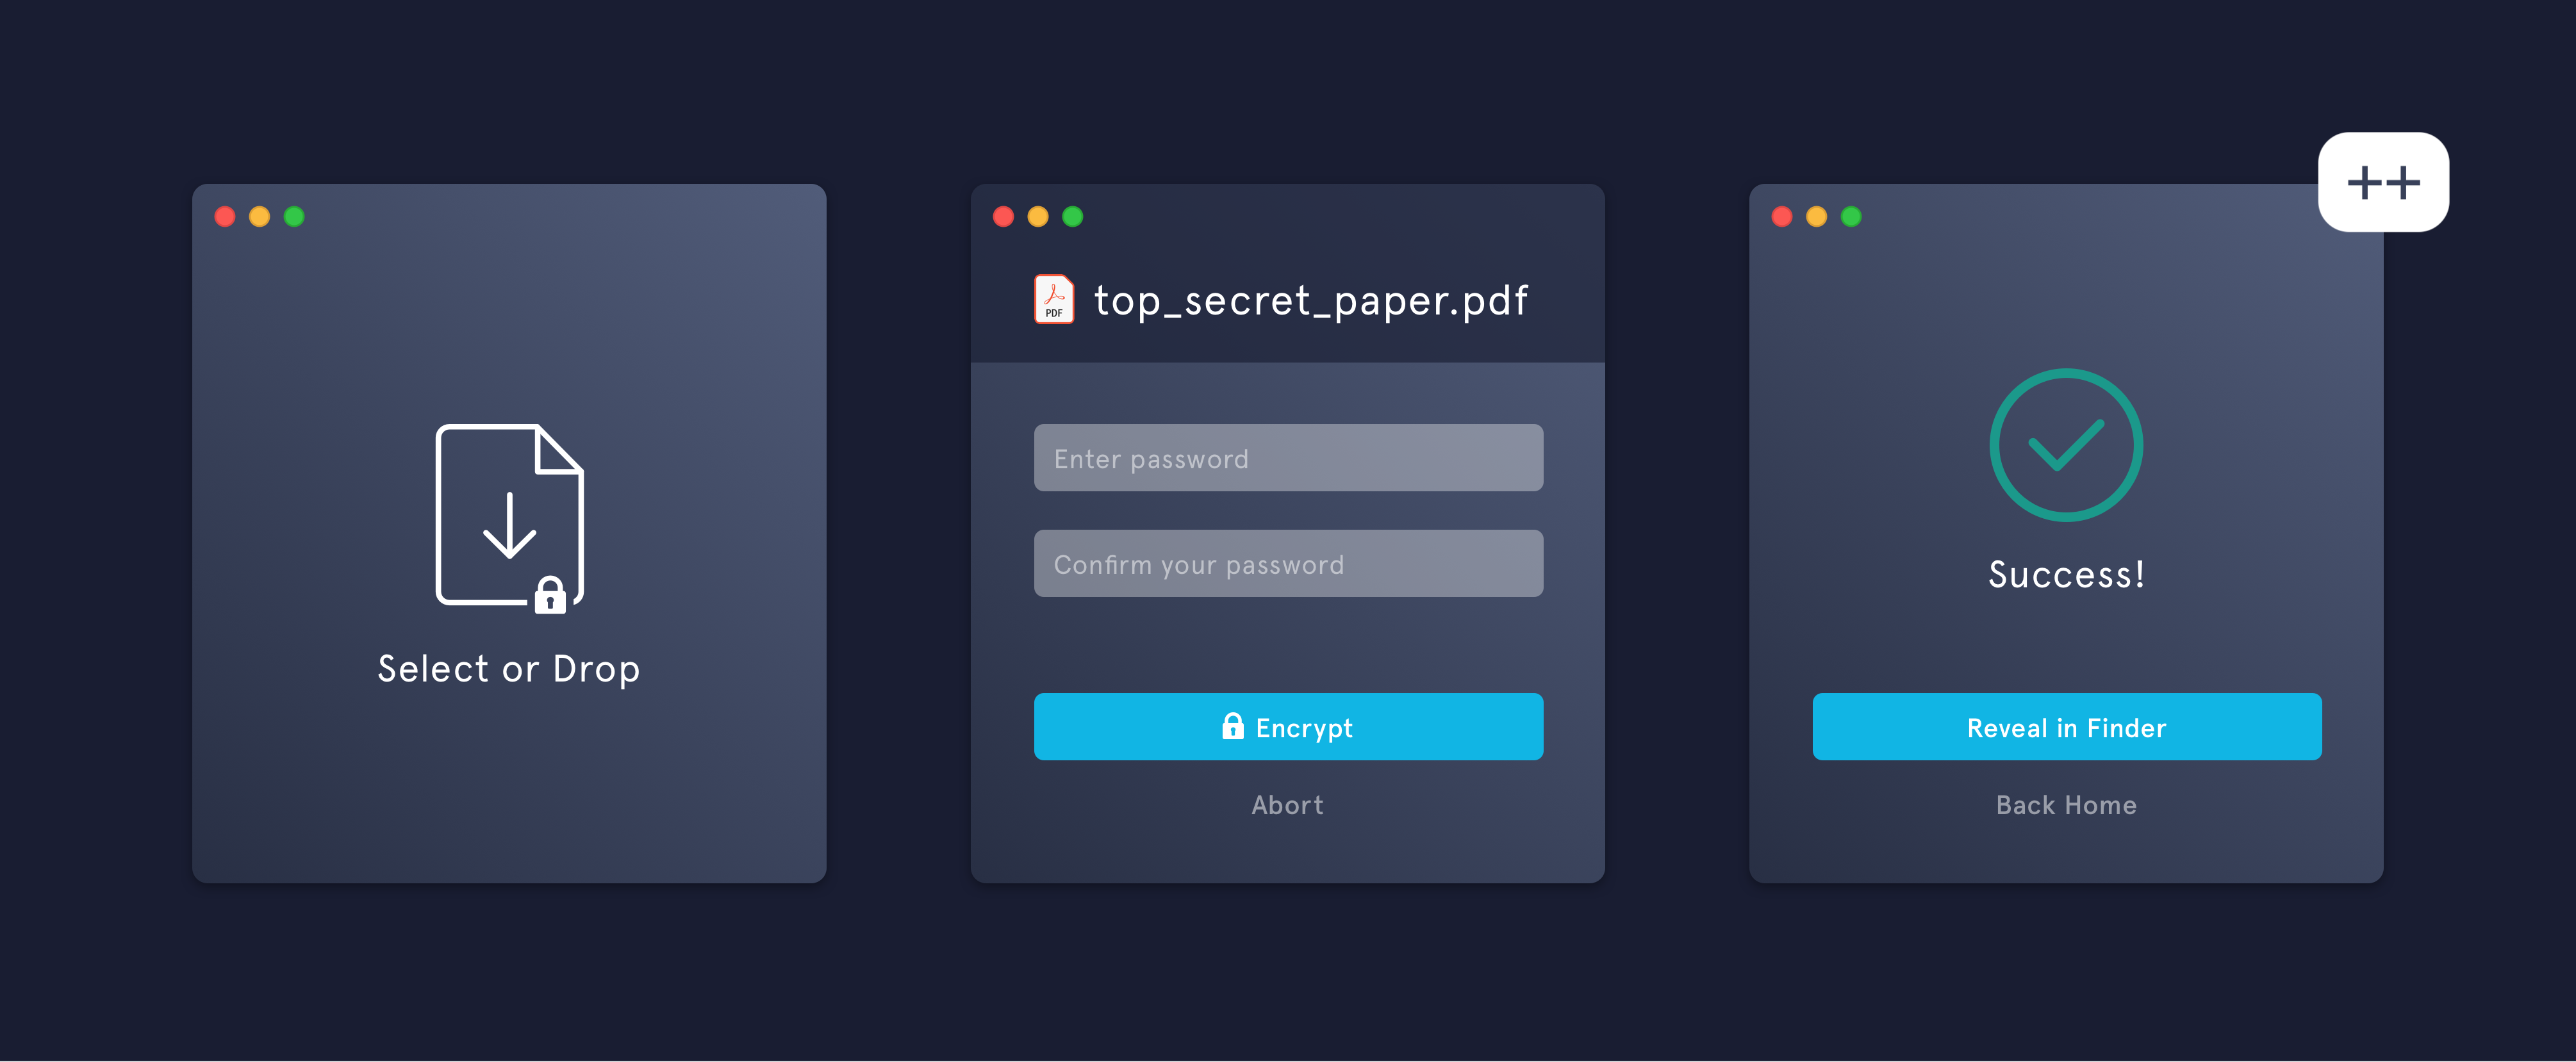 ++
Select or Drop
PDF
top_secret_paper.pdf
Enter password
Confirm your password
Encrypt
Abort
Success!
Reveal in Finder
Back Home